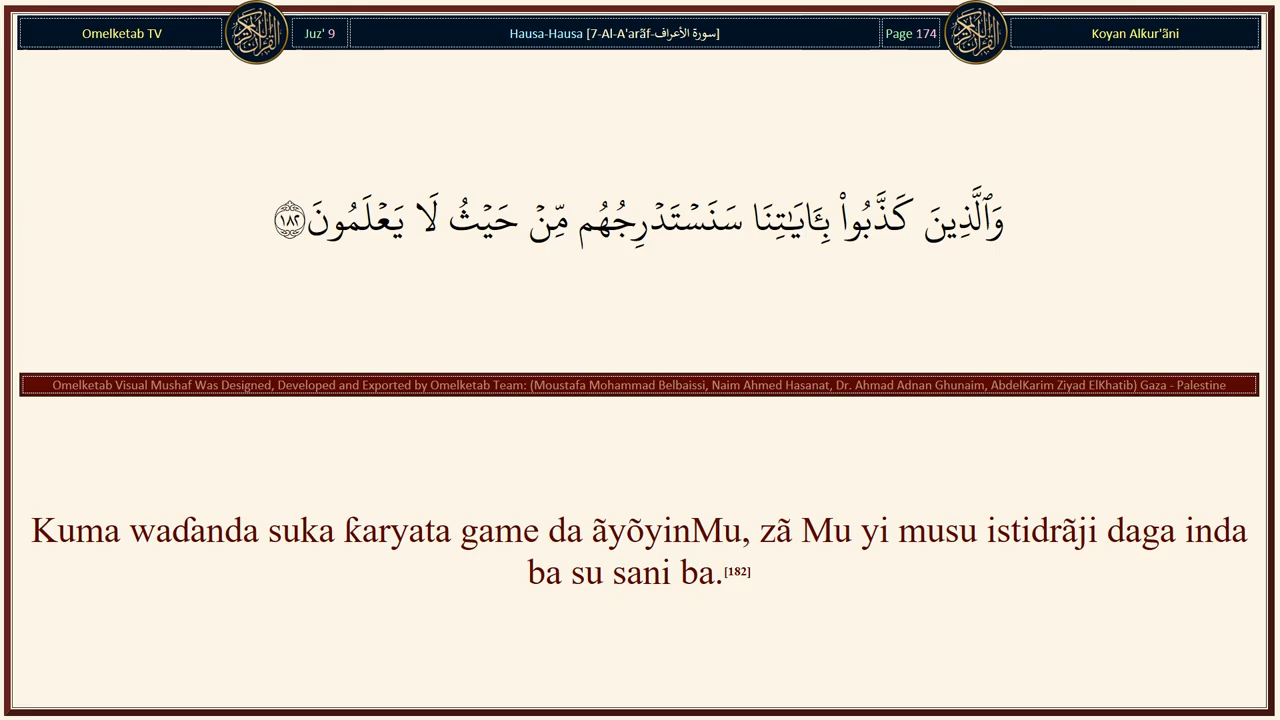 Omelketab TV
Juz' 9
Hausa-Hausa [7-Al-A'arãf-سورة الأعراف]
Page 174
Koyan Alƙur'ãni
وَٱلَّذِينَ كَذَّبُوا۟ بِـَٔايَـٰتِنَا سَنَسْتَدْرِجُهُم مِّنْ حَيْثُ لَا يَعْلَمُونَ ١٨٢
Omelketab Visual Mushaf Was Designed, Developed and Exported by Omelketab Team: (Moustafa Mohammad Belbaissi, Naim Ahmed Hasanat, Dr. Ahmad Adnan Ghunaim, AbdelKarim Ziyad ElKhatib) Gaza - Palestine
Kuma waɗanda suka ƙaryata game da ãyõyinMu, zã Mu yi musu istidrãji daga inda
ba su sani ba.[182]